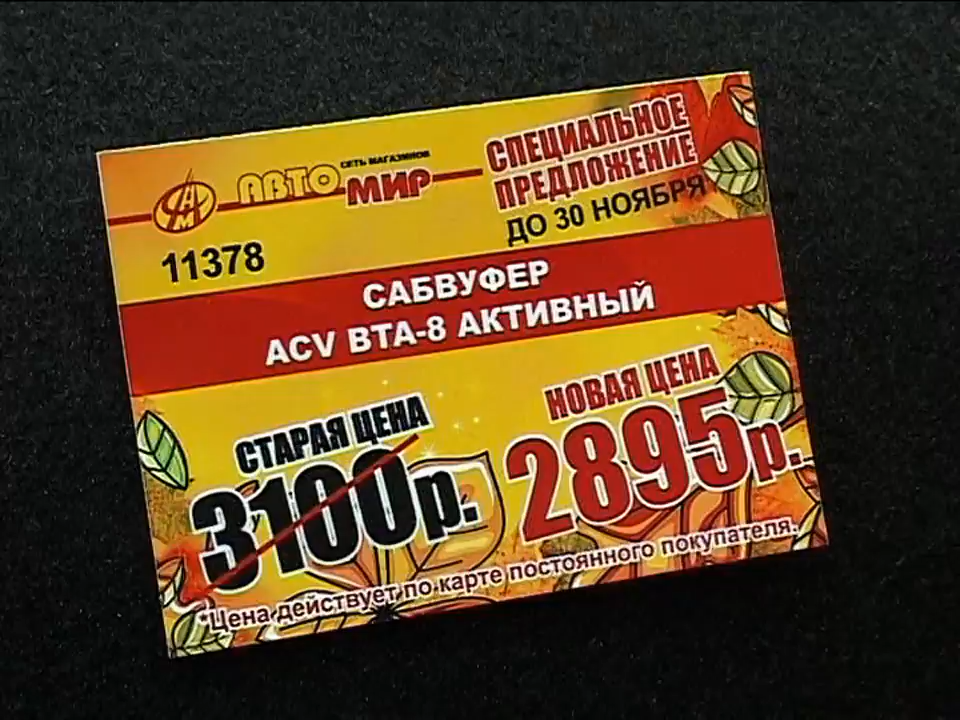 АМ
АВТО
СЕТЬ МАГАЗИНОВ
МИР
СПЕЦИАЛЬНОЕ
ПРЕДЛОЖЕНИЕ
ДО 30 НОЯБРЯ
11378
САБВУФЕР
ACV BTA-8 АКТИВНЫЙ
СТАРАЯ ЦЕНА
3100р.
НОВАЯ ЦЕНА
2895р.
*Цена действует по карте постоянного покупателя.